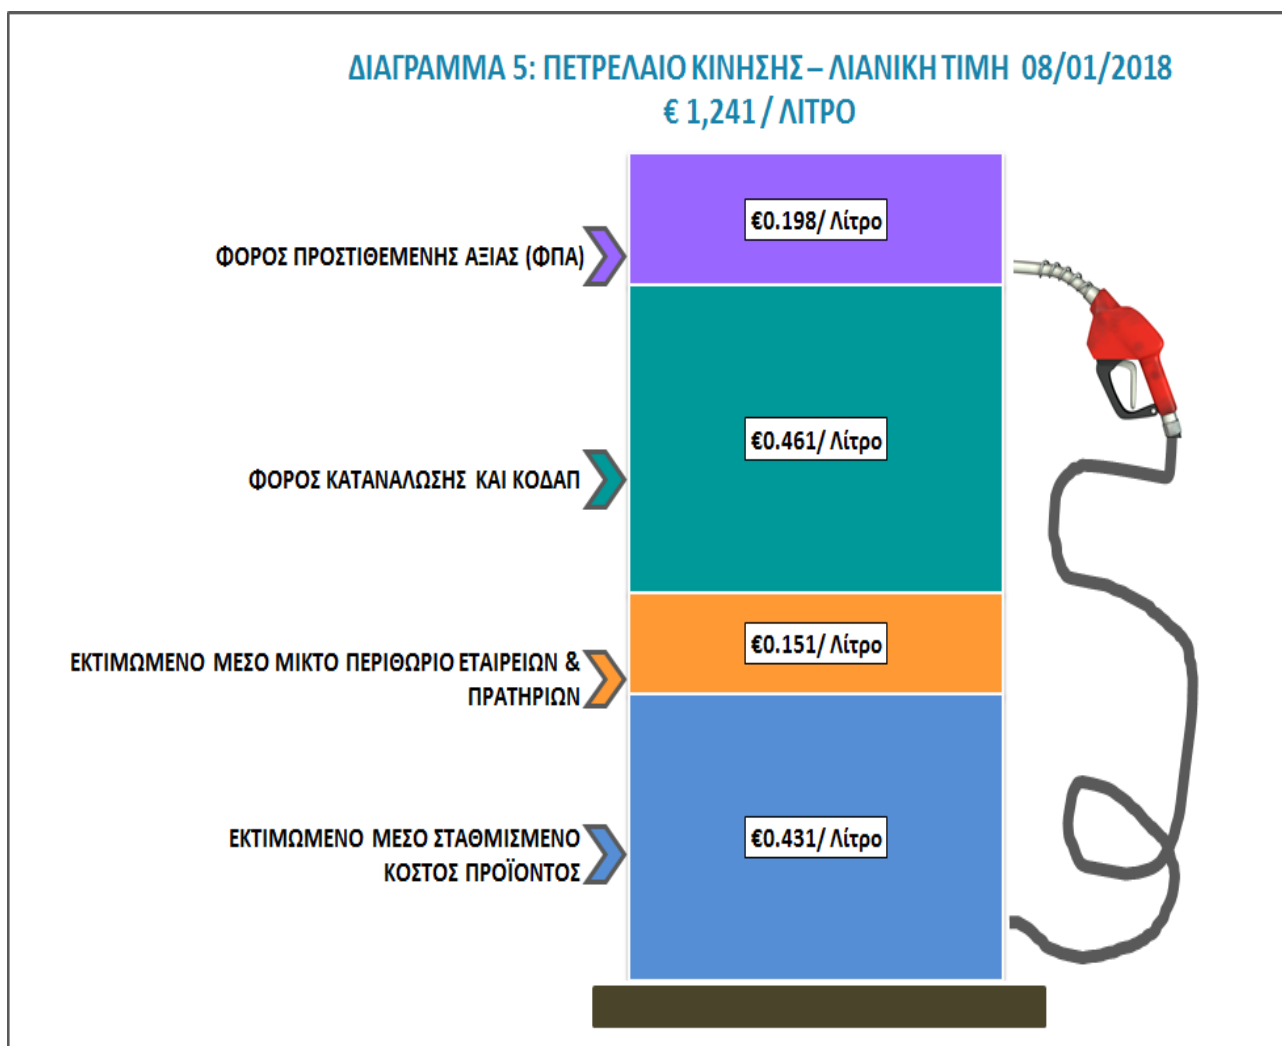 ΔΙΑΓΡΑΜΜΑ 5: ΠΕΤΡΕΛΑΙΟ ΚΙΝΗΣΗΣ – ΛΙΑΝΙΚΗ ΤΙΜΗ 08/01/2018
€ 1,241 / ΛΙΤΡΟ
€0.198/ Λίτρο
ΦΟΡΟΣ ΠΡΟΣΤΙΘΕΜΕΝΗΣ ΑΞΙΑΣ (ΦΠΑ)
€0.461/ Λίτρο
ΦΟΡΟΣ ΚΑΤΑΝΑΛΩΣΗΣ ΚΑΙ ΚΟΔΑΠ
€0.151/ Λίτρο
ΕΚΤΙΜΩΜΕΝΟ ΜΕΣΟ ΜΙΚΤΟ ΠΕΡΙΘΩΡΙΟ ΕΤΑΙΡΕΙΩΝ &
ΠΡΑΤΗΡΙΩΝ
€0.431/ Λίτρο
ΕΚΤΙΜΩΜΕΝΟ ΜΕΣΟ ΣΤΑΘΜΙΣΜΕΝΟ
ΚΟΣΤΟΣ ΠΡΟΪΟΝΤΟΣ